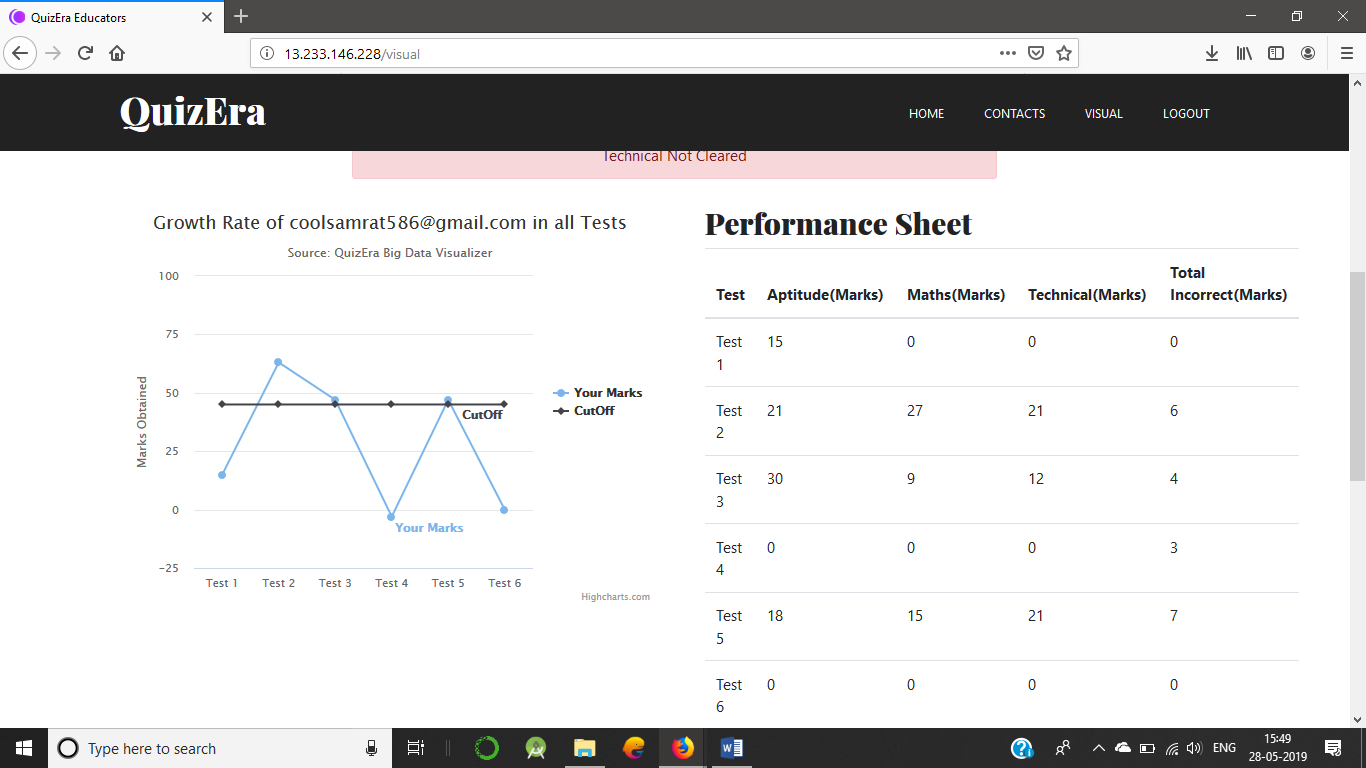 QuizEra Educators
13.233.146.228/visual
QuizEra
HOME CONTACTS VISUAL LOGOUT
Technical Not Cleared
Growth Rate of coolsamrat586@gmail.com in all Tests
Source: QuizEra Big Data Visualizer
Marks Obtained
100
75
50
25
0
−25
CutOff
Your Marks
Test 1 Test 2 Test 3 Test 4 Test 5 Test 6
Your Marks
CutOff
Highcharts.com
Performance Sheet
Total
Test Aptitude(Marks) Maths(Marks) Technical(Marks) Incorrect(Marks)
Test 15 0 0 0
1
Test 21 27 21 6
2
Test 30 9 12 4
3
Test 0 0 0 3
4
Test 18 15 21 7
5
Test 0 0 0 0
6
Type here to search
ENG
15:49
28-05-2019